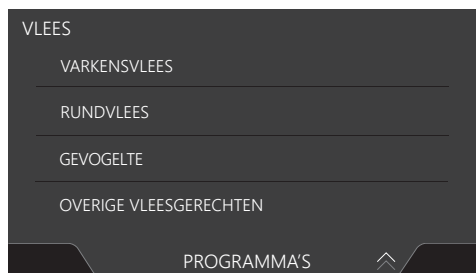 VLEES
VARKENSVLEES
RUNDVLEES
GEVOGELTE
OVERIGE VLEESGERECHTEN
PROGRAMMA'S